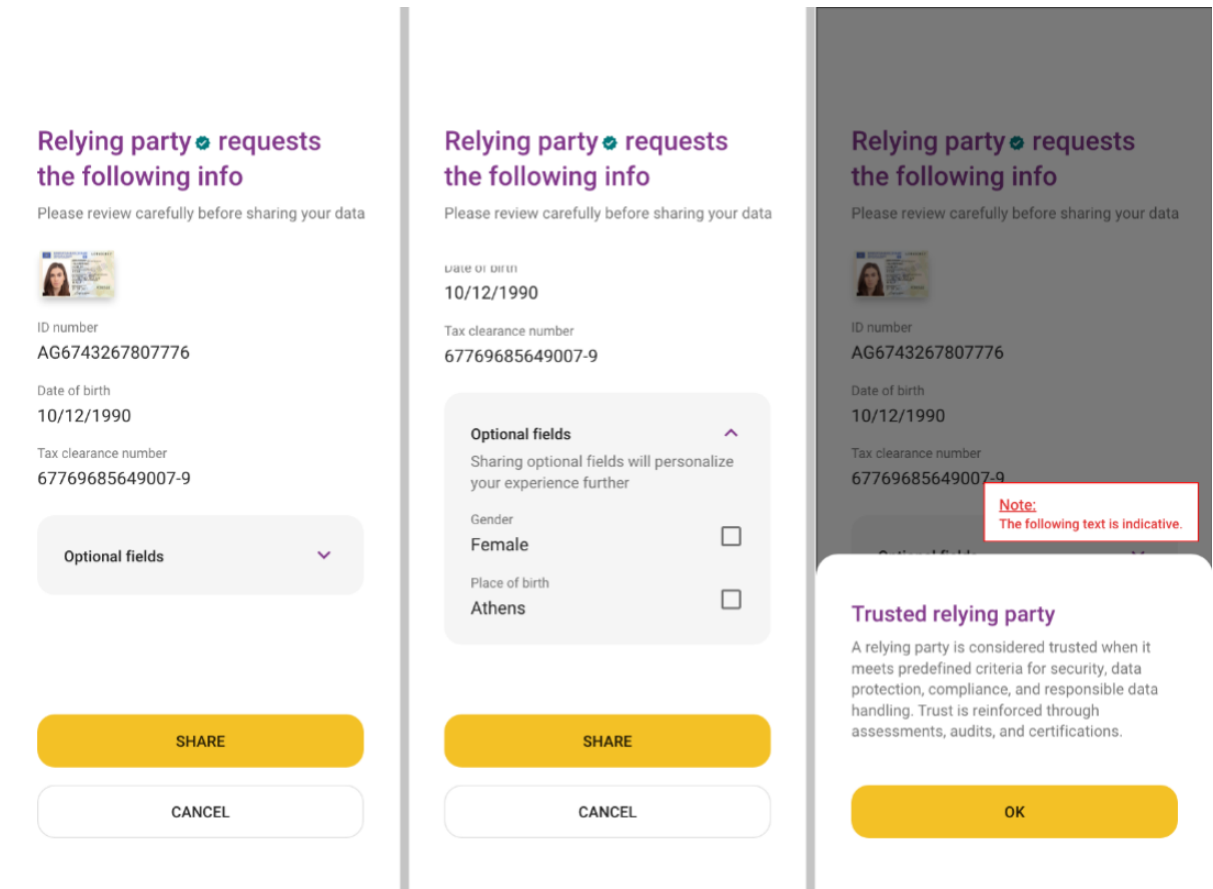 Relying party requests
the following info
Please review carefully before sharing your data
ID number
AG6743267807776
Date of birth
10/12/1990
Tax clearance number
67769685649007-9
Optional fields
SHARE
CANCEL
Relying party requests
the following info
Please review carefully before sharing your data
Date of birth
10/12/1990
Tax clearance number
67769685649007-9
Optional fields
Sharing optional fields will personalize
your experience further
Gender
Female
Place of birth
Athens
SHARE
CANCEL
Relying party requests
the following info
Please review carefully before sharing your data
ID number
AG6743267807776
Date of birth
10/12/1990
Tax clearance number
67769685649007-9
Note:
The following text is indicative.
Optional fields
Trusted relying party
A relying party is considered trusted when it
meets predefined criteria for security, data
protection, compliance, and responsible data
handling. Trust is reinforced through
assessments, audits, and certifications.
OK